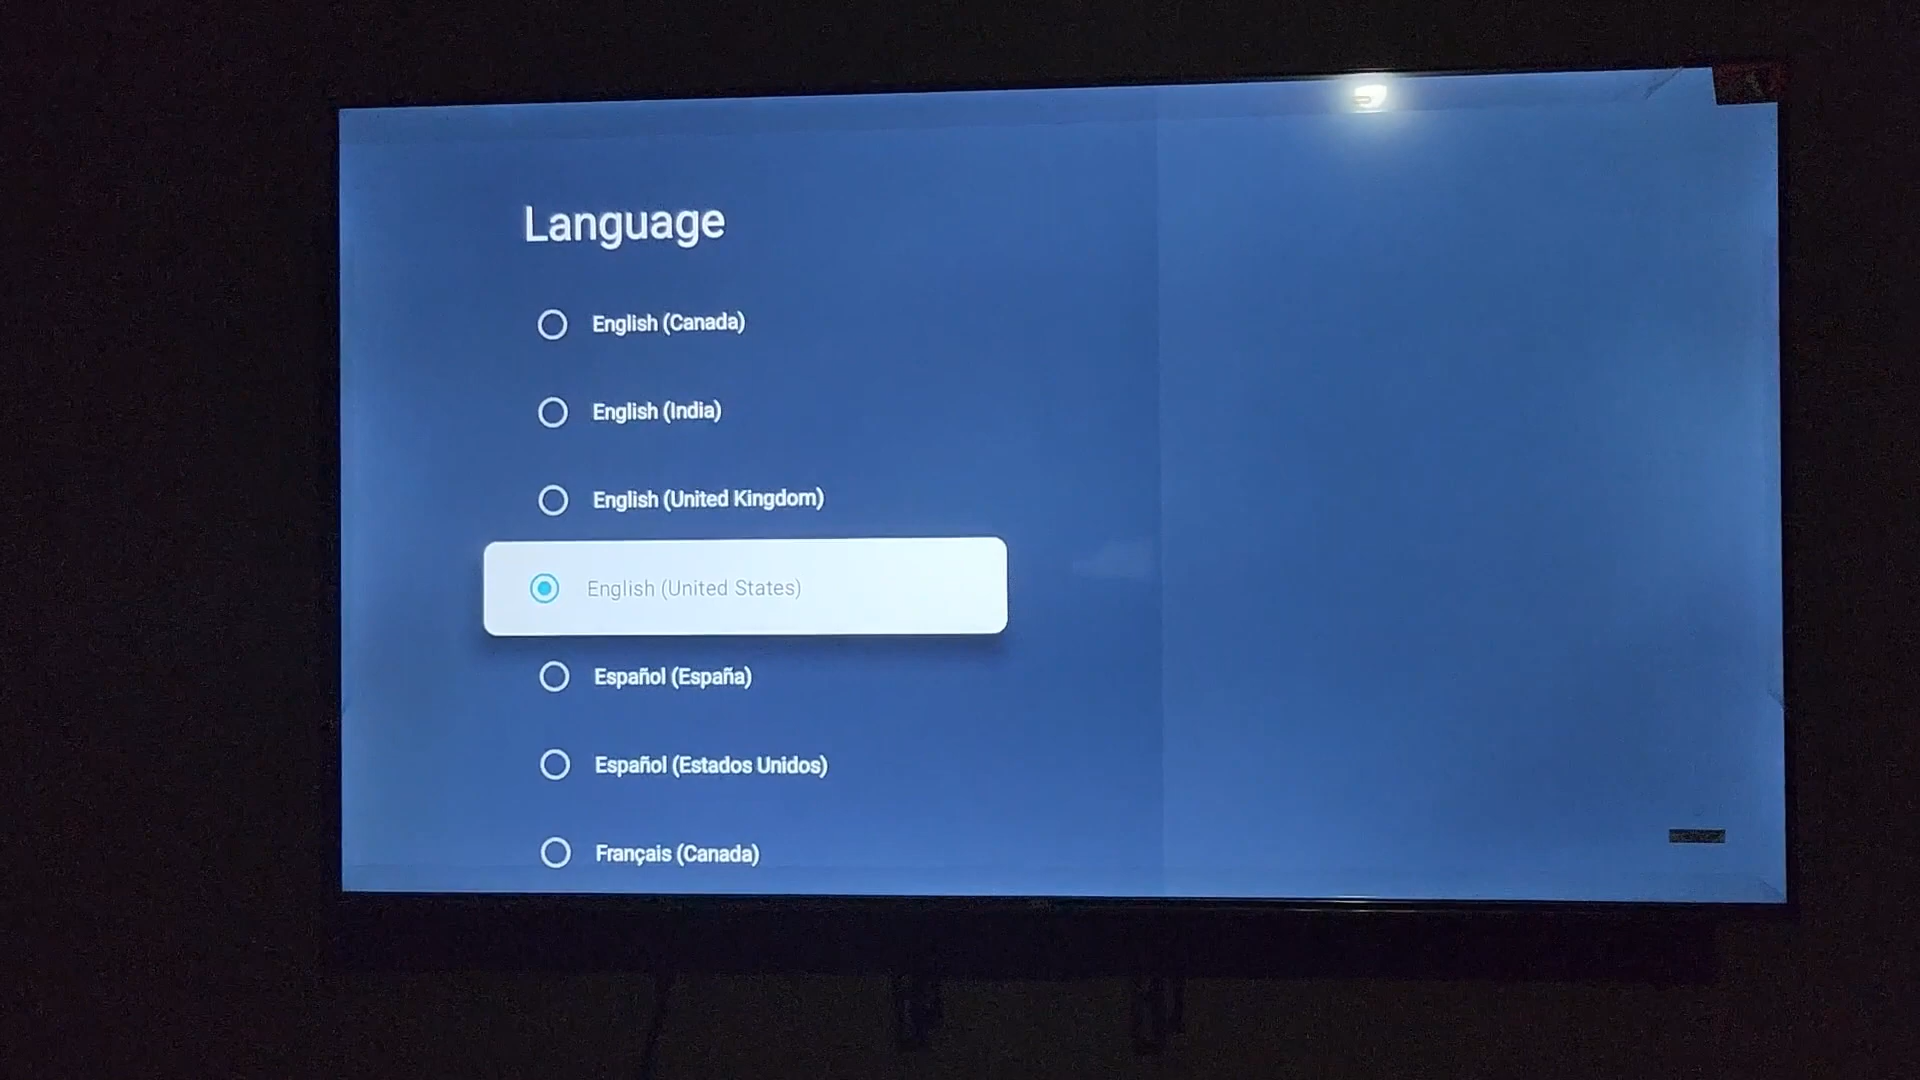 Language
English (Canada)
English (India)
English (United Kingdom)
English (United States)
Español (España)
Español (Estados Unidos)
Français (Canada)